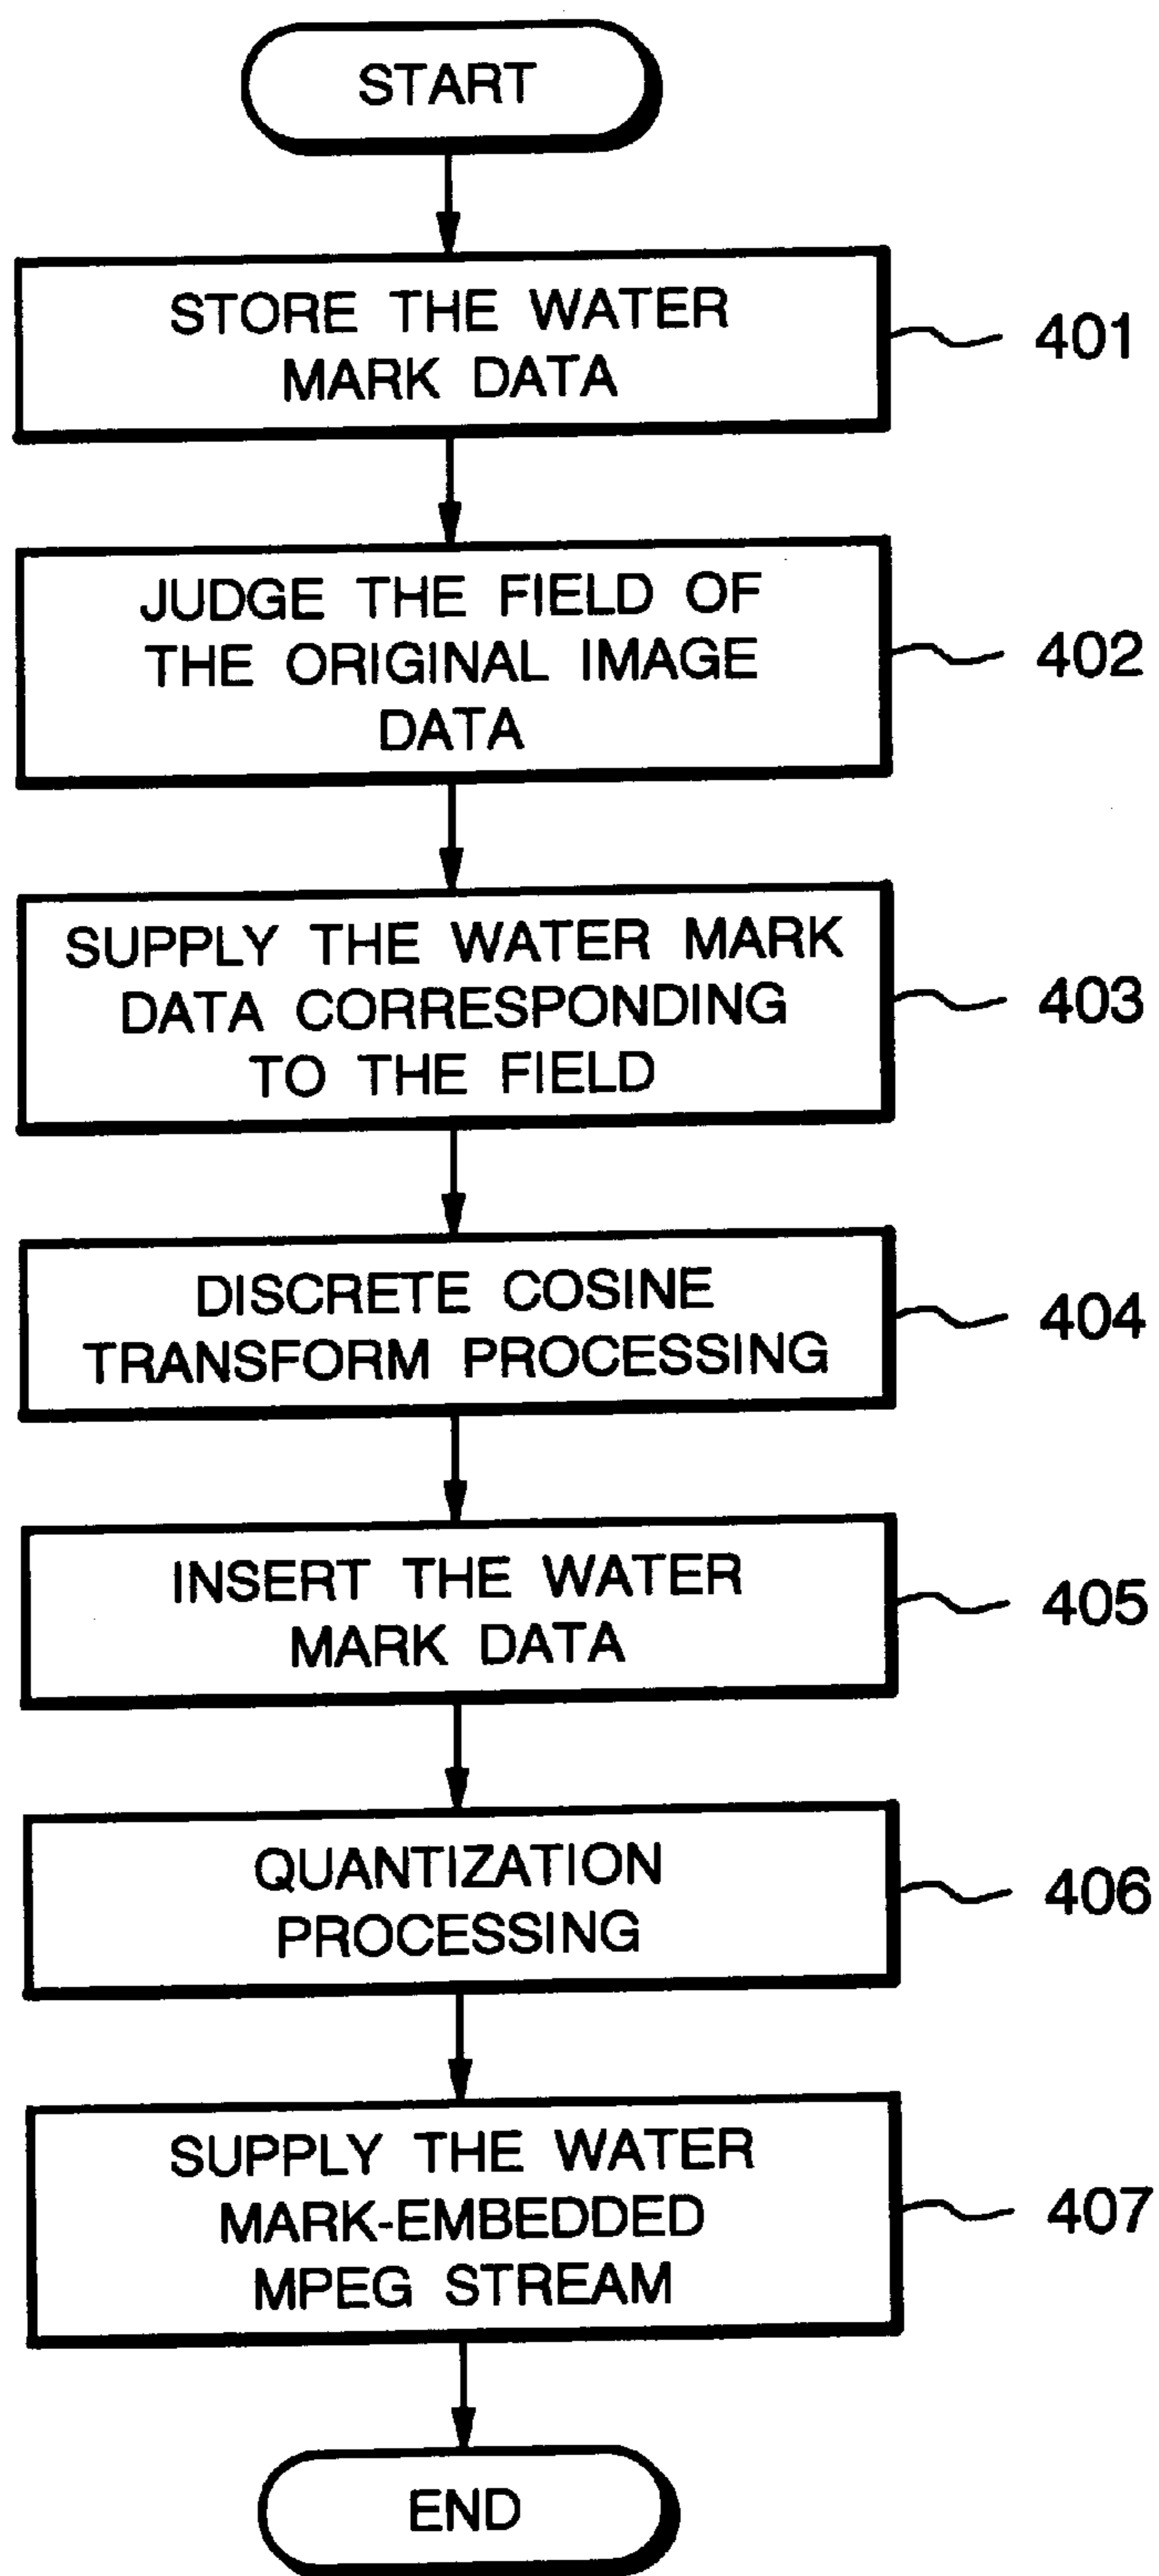 START
STORE THE WATER
MARK DATA
401
JUDGE THE FIELD OF
THE ORIGINAL IMAGE
DATA
402
SUPPLY THE WATER MARK
DATA CORRESPONDING
TO THE FIELD
403
DISCRETE COSINE
TRANSFORM PROCESSING
404
INSERT THE WATER
MARK DATA
405
QUANTIZATION
PROCESSING
406
SUPPLY THE WATER
MARK-EMBEDDED
MPEG STREAM
407
END